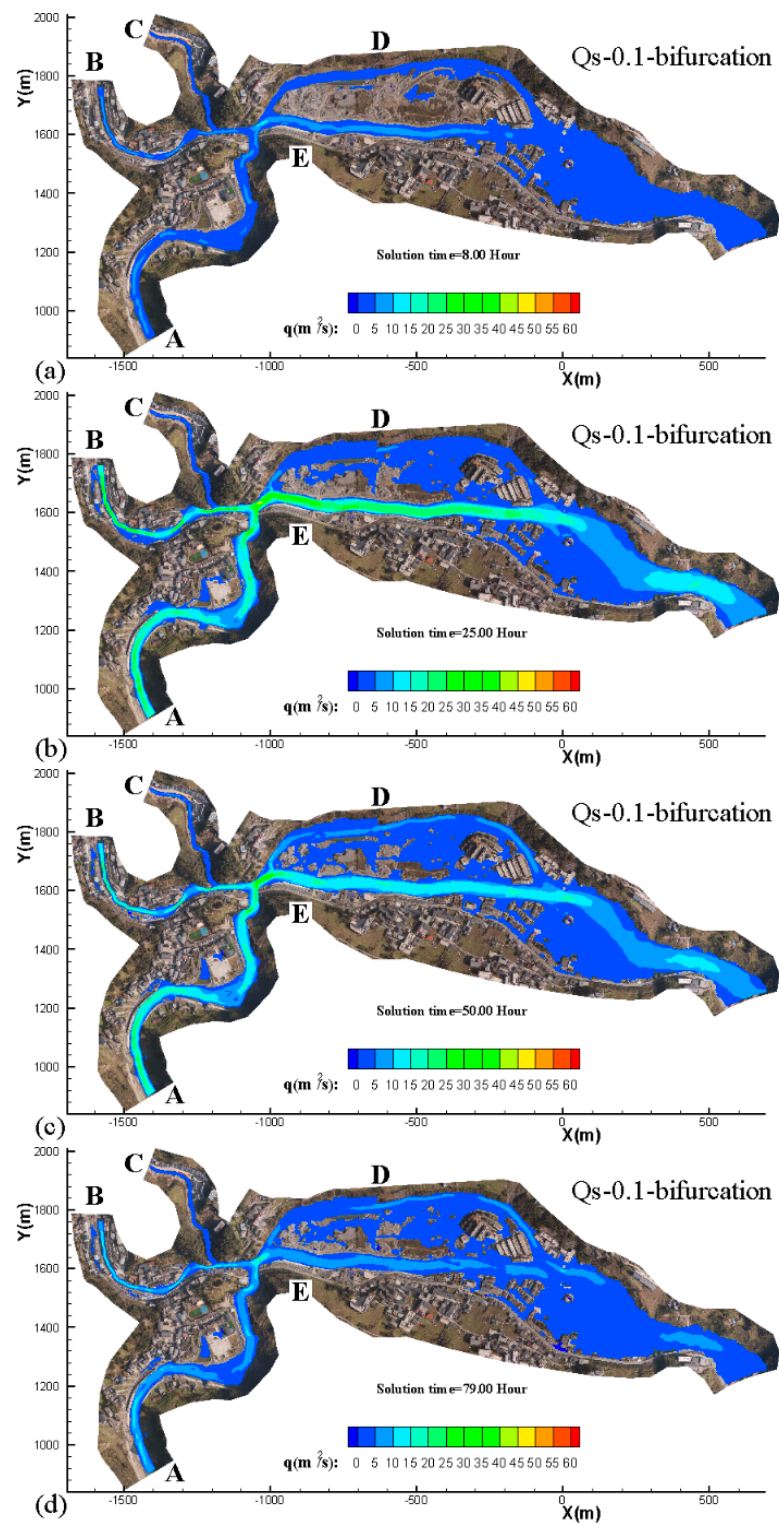 2000
C
D
Qs-0.1-bifurcation
B
1800
Y(m)
1600
E
1400
1200
Solution time=8.00 Hour
1000
A
q(m²/s): 0 5 10 15 20 25 30 35 40 45 50 55 60
(a)
-1500 -1000 -500 0 500
X(m)
2000
C
D
Qs-0.1-bifurcation
B
1800
Y(m)
1600
E
1400
1200
Solution time=25.00 Hour
1000
A
q(m²/s): 0 5 10 15 20 25 30 35 40 45 50 55 60
(b)
-1500 -1000 -500 0 500
X(m)
2000
C
D
Qs-0.1-bifurcation
B
1800
Y(m)
1600
E
1400
1200
Solution time=50.00 Hour
1000
A
q(m²/s): 0 5 10 15 20 25 30 35 40 45 50 55 60
(c)
-1500 -1000 -500 0 500
X(m)
2000
C
D
Qs-0.1-bifurcation
B
1800
Y(m)
1600
E
1400
1200
Solution time=79.00 Hour
1000
A
q(m²/s): 0 5 10 15 20 25 30 35 40 45 50 55 60
(d)
-1500 -1000 -500 0 500
X(m)